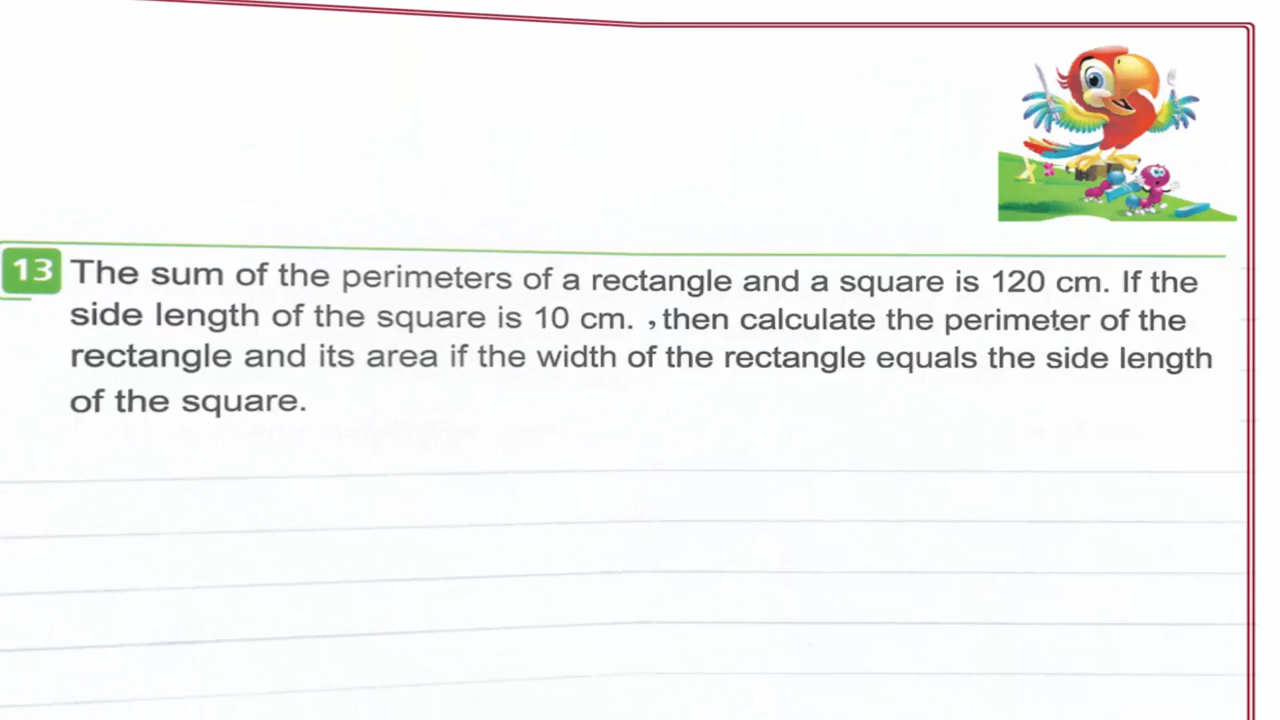 13 The sum of the perimeters of a rectangle and a square is 120 cm. If the
side length of the square is 10 cm. , then calculate the perimeter of the
rectangle and its area if the width of the rectangle equals the side length
of the square.